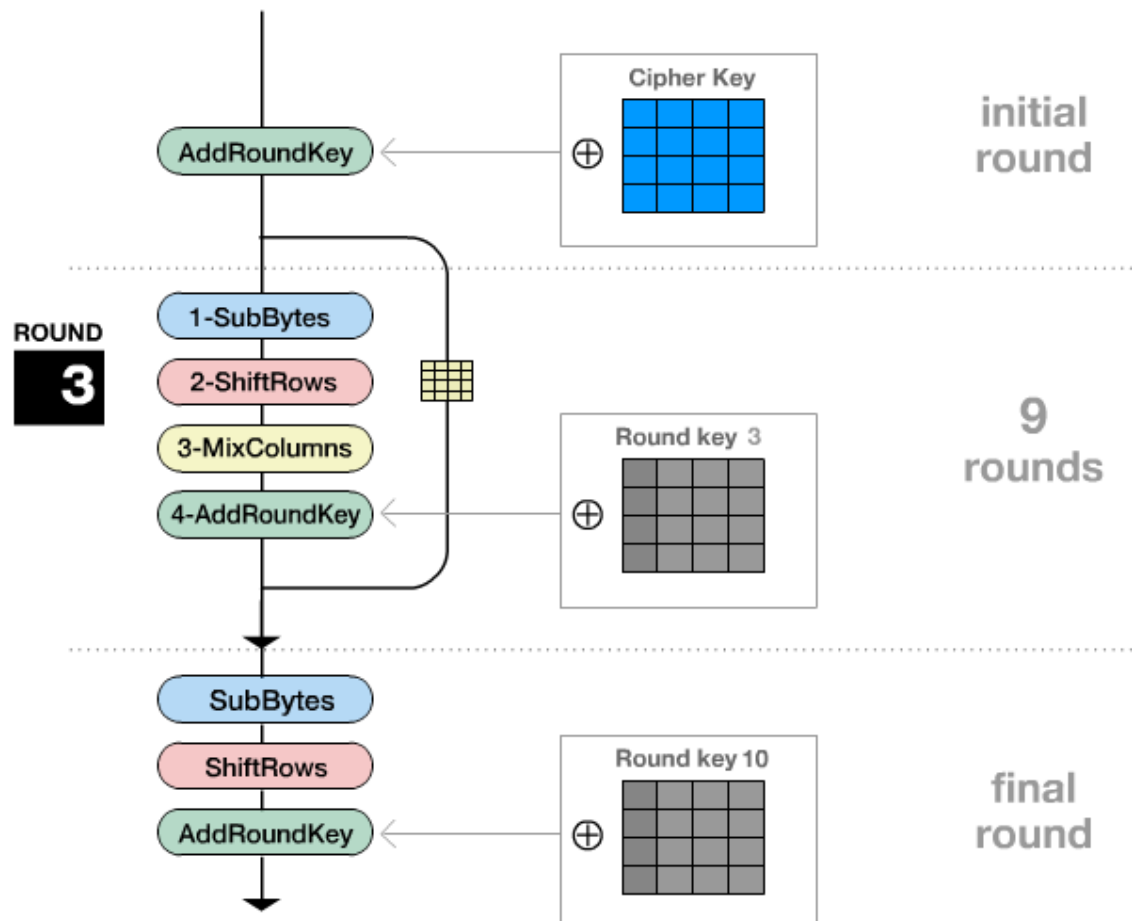 Cipher Key
initial
round
AddRoundKey
1-SubBytes
ROUND
3
2-ShiftRows
3-MixColumns
4-AddRoundKey
Round key 3
9
rounds
SubBytes
ShiftRows
AddRoundKey
Round key 10
final
round